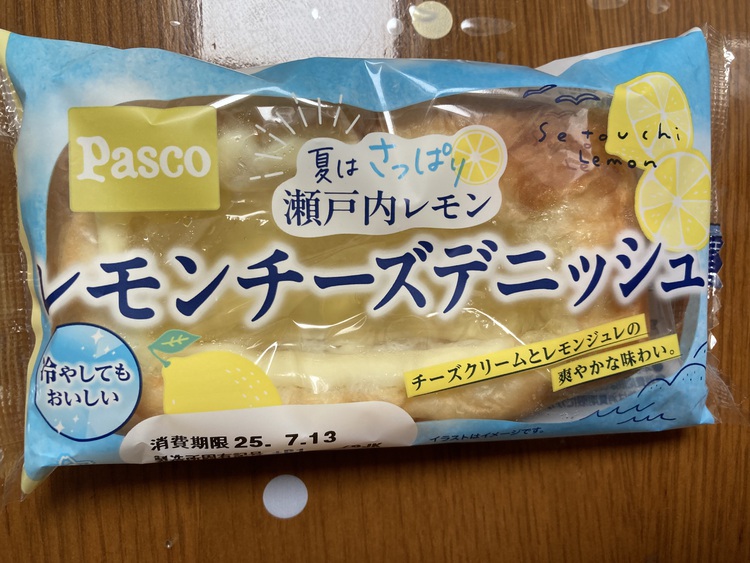 Pasco
夏は さっぱり
瀬戸内レモン
Setouchi
Lemon
レモンチーズデニッシュ
冷やしても
おいしい
チーズクリームとレモンジュレの
爽やかな味わい。
消費期限 25. 7.13
イラストはイメージです。